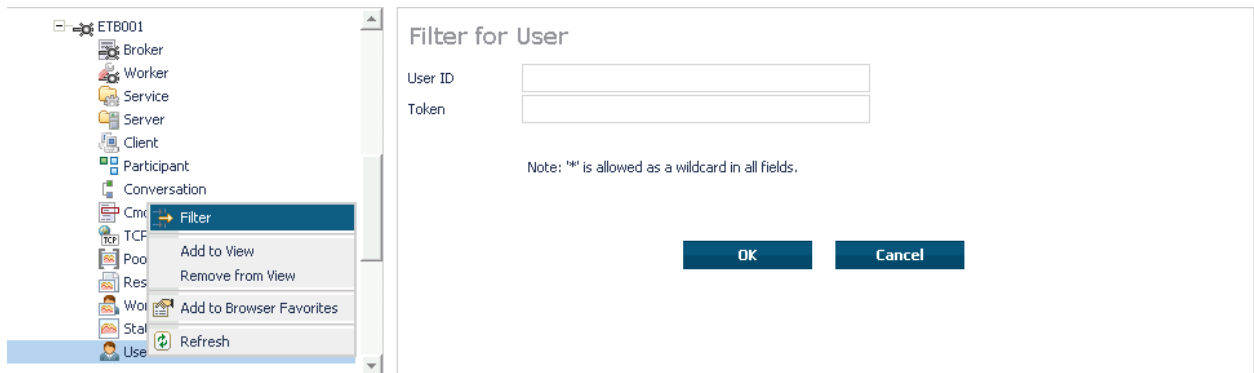 ETB001
Broker
Worker
Service
Server
Client
Participant
Conversation
Filter
TCP
Add to View
Remove from View
Add to Browser Favorites
Refresh
Filter for User
User ID
Token
Note: '*' is allowed as a wildcard in all fields.
OK
Cancel